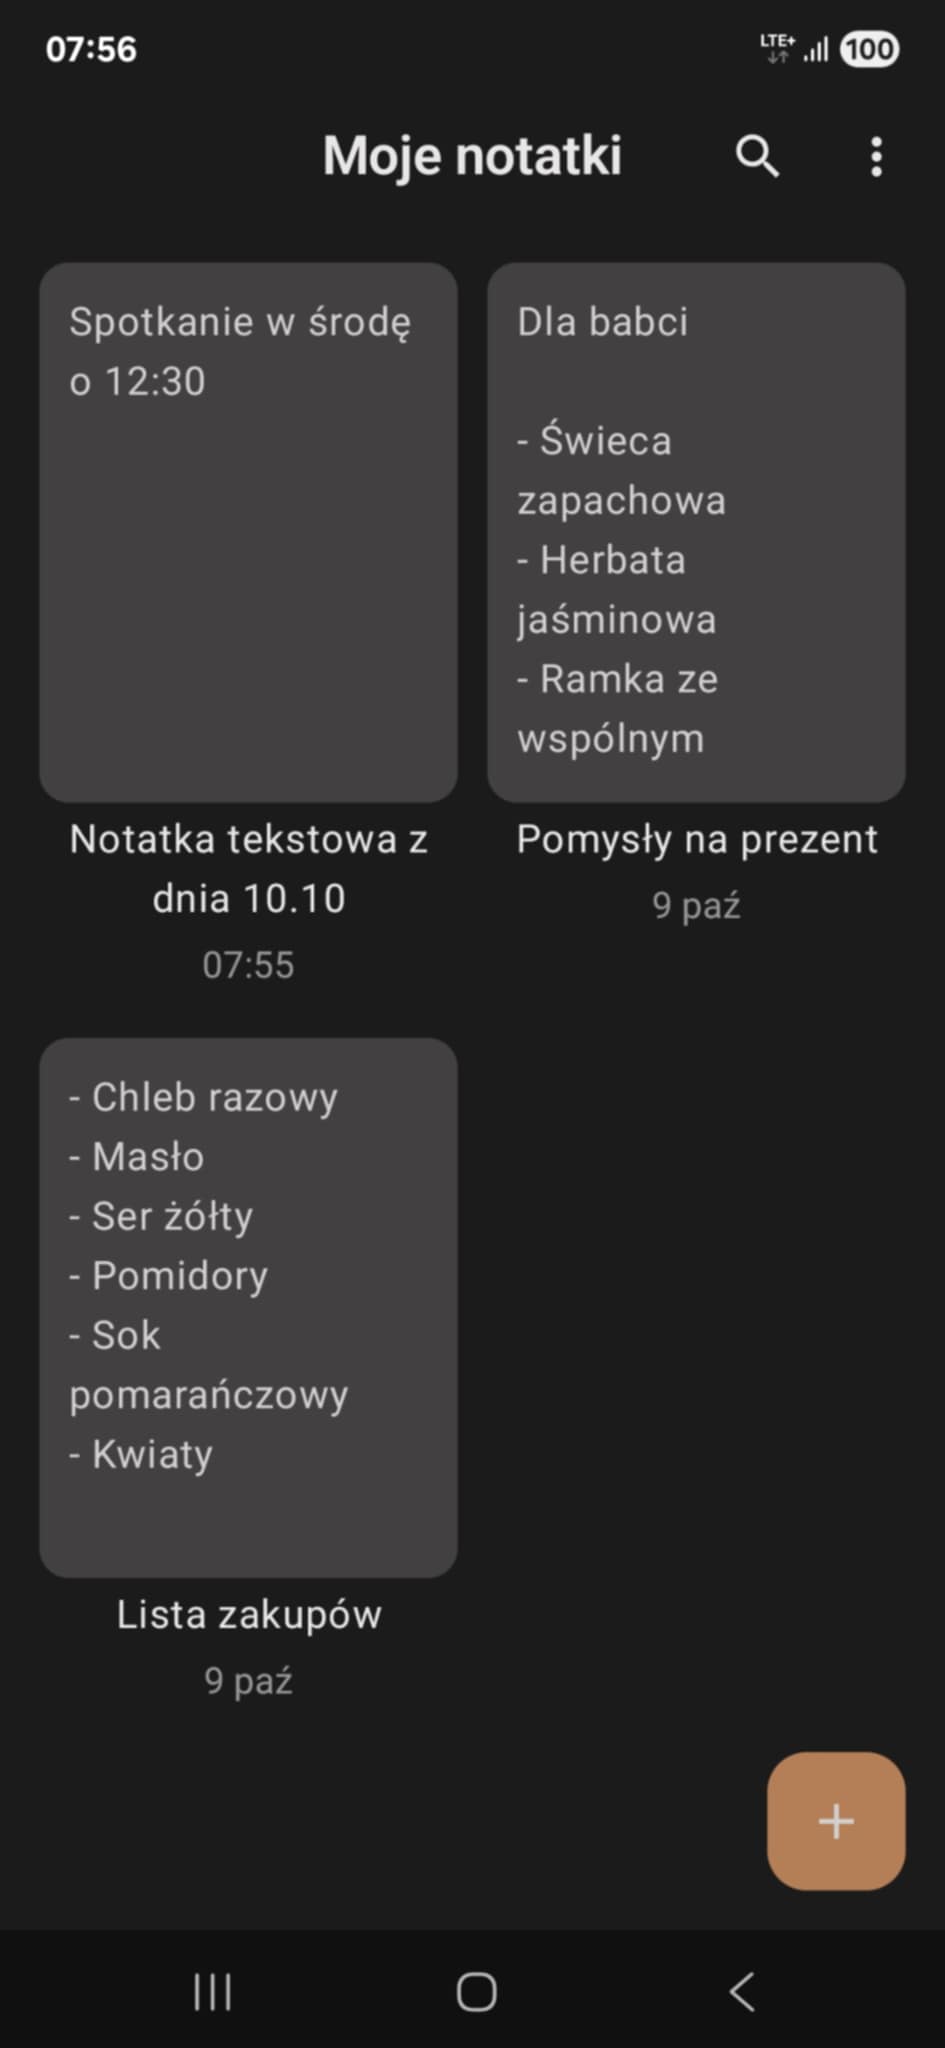 07:56
LTE+
100
Moje notatki
Spotkanie w środę
o 12:30
Notatka tekstowa z
dnia 10.10
07:55
Dla babci
- Świeca
zapachowa
- Herbata
jaśminowa
- Ramka ze
wspólnym
Pomysły na prezent
9 paź
- Chleb razowy
- Masło
- Ser żółty
- Pomidory
- Sok
pomarańczowy
- Kwiaty
Lista zakupów
9 paź